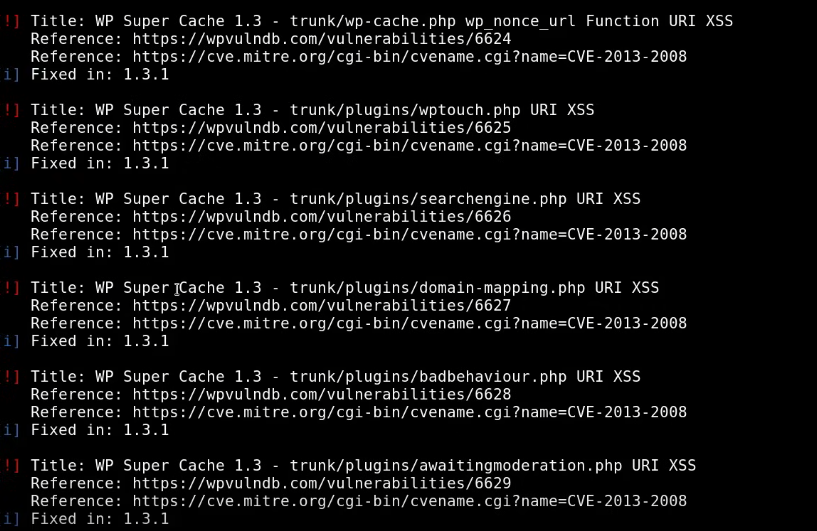 !] Title: WP Super Cache 1.3 - trunk/wp-cache.php wp_nonce_url Function URI XSS
Reference: https://wpvulndb.com/vulnerabilities/6624
Reference: https://cve.mitre.org/cgi-bin/cvename.cgi?name=CVE-2013-2008
i] Fixed in: 1.3.1
!] Title: WP Super Cache 1.3 - trunk/plugins/wptouch.php URI XSS
Reference: https://wpvulndb.com/vulnerabilities/6625
Reference: https://cve.mitre.org/cgi-bin/cvename.cgi?name=CVE-2013-2008
i] Fixed in: 1.3.1
!] Title: WP Super Cache 1.3 - trunk/plugins/searchengine.php URI XSS
Reference: https://wpvulndb.com/vulnerabilities/6626
Reference: https://cve.mitre.org/cgi-bin/cvename.cgi?name=CVE-2013-2008
i] Fixed in: 1.3.1
!] Title: WP Super Cache 1.3 - trunk/plugins/domain-mapping.php URI XSS
Reference: https://wpvulndb.com/vulnerabilities/6627
Reference: https://cve.mitre.org/cgi-bin/cvename.cgi?name=CVE-2013-2008
i] Fixed in: 1.3.1
!] Title: WP Super Cache 1.3 - trunk/plugins/badbehaviour.php URI XSS
Reference: https://wpvulndb.com/vulnerabilities/6628
Reference: https://cve.mitre.org/cgi-bin/cvename.cgi?name=CVE-2013-2008
i] Fixed in: 1.3.1
!] Title: WP Super Cache 1.3 - trunk/plugins/awaitingmoderation.php URI XSS
Reference: https://wpvulndb.com/vulnerabilities/6629
Reference: https://cve.mitre.org/cgi-bin/cvename.cgi?name=CVE-2013-2008
i] Fixed in: 1.3.1